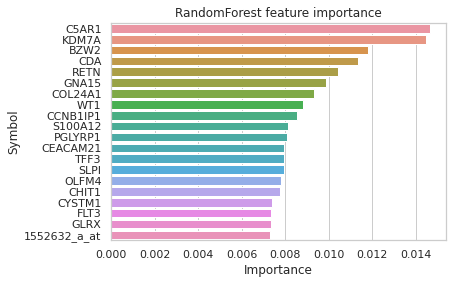 RandomForest feature importance
C5AR1
KDM7A
BZW2
CDA
RETN
GNA15
COL24A1
WT1
CCNB1IP1
S100A12
PGLYRP1
CEACAM21
TFF3
SLPI
OLFM4
CHIT1
CYSTM1
FLT3
GLRX
1552632_a_at
Symbol
0.000 0.002 0.004 0.006 0.008 0.010 0.012 0.014
Importance